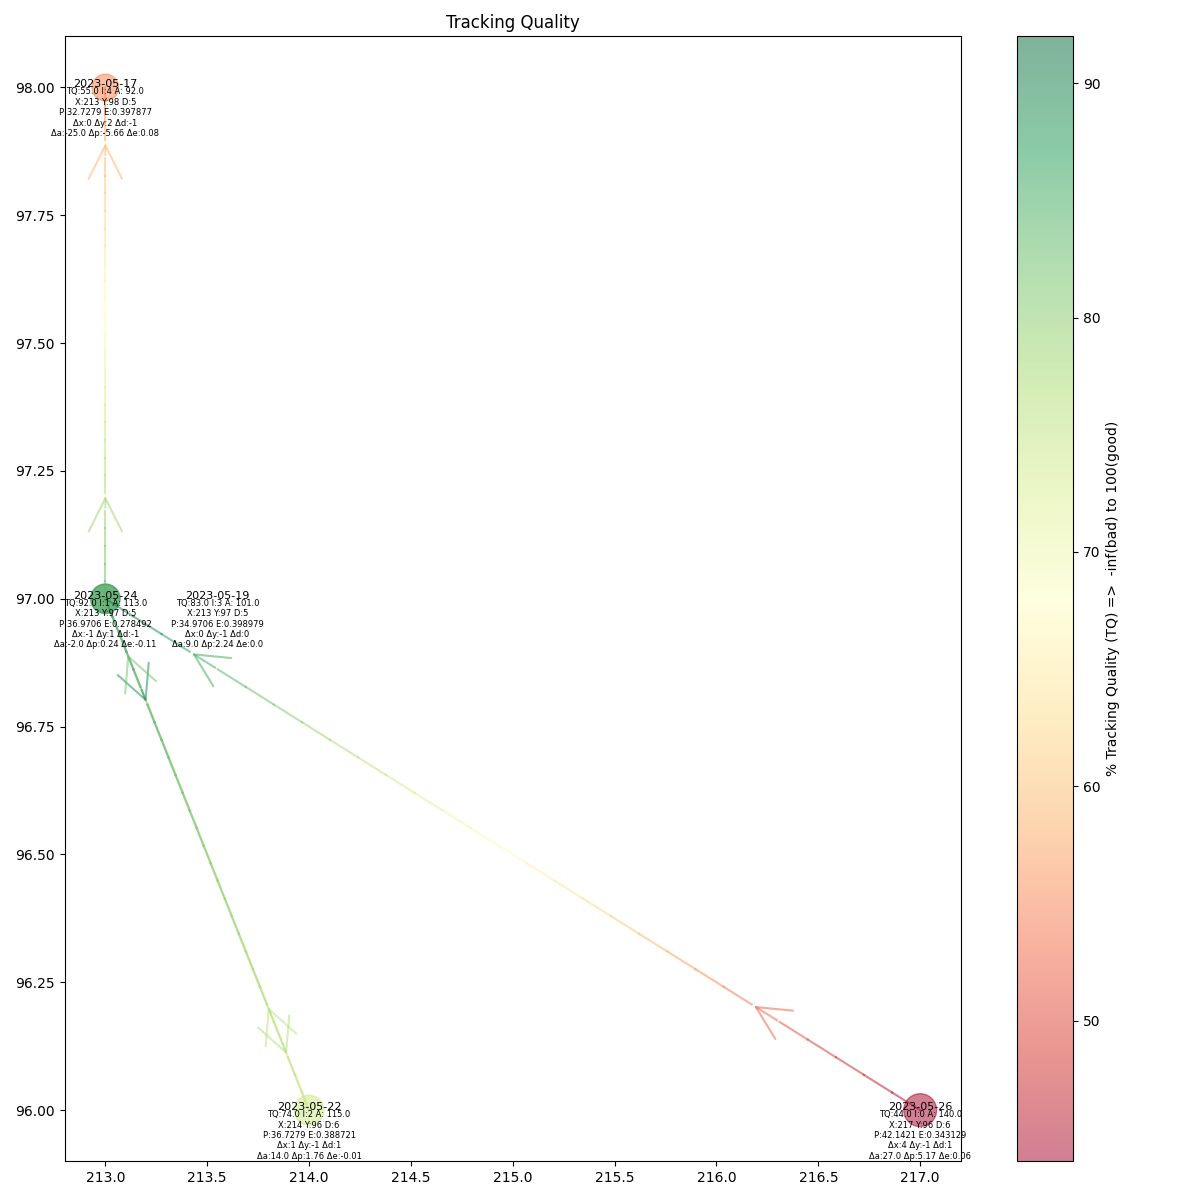 Tracking Quality
98.00
97.75
97.50
97.25
97.00
96.75
96.50
96.25
96.00
2023-05-17
TQ:55.0 I:4 A: 92.0
X:213 Y:98 D:5
P:32.7279 E:0.397877
Δx:0 Δy:2 Δd:-1
Δa:-25.0 Δp:-5.66 Δe:0.08
2023-05-24
TQ:92.0 I:1 A: 113.0
X:213 Y:97 D:5
P:36.9706 E:0.278492
Δx:-1 Δy:1 Δd:-1
Δa:-2.0 Δp:0.24 Δe:-0.11
2023-05-19
TQ:83.0 I:3 A: 101.0
X:213 Y:97 D:5
P:34.9706 E:0.398979
Δx:0 Δy:-1 Δd:0
Δa:9.0 Δp:2.24 Δe:0.0
2023-05-22
TQ:74.0 I:2 A: 115.0
X:214 Y:96 D:6
P:36.7279 E:0.388721
Δx:1 Δy:-1 Δd:1
Δa:14.0 Δp:1.76 Δe:-0.01
2023-05-26
TQ:44.0 I:0 A: 140.0
X:217 Y:96 D:6
P:42.1421 E:0.343129
Δx:4 Δy:-1 Δd:1
Δa:27.0 Δp:5.17 Δe:0.06
213.0 213.5 214.0 214.5 215.0 215.5 216.0 216.5 217.0
90
80
70
60
50
% Tracking Quality (TQ) => -inf(bad) to 100(good)